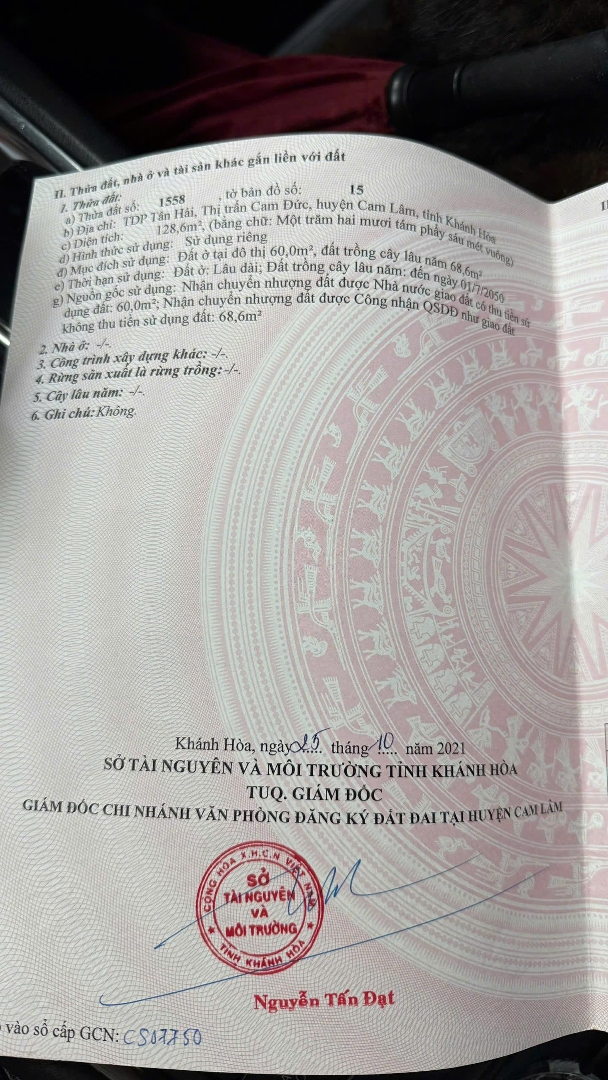 II. Thửa đất, nhà ở và tài sản khác gắn liền với đất
1. Thửa đất:
a) Thửa đất số: 1558 , tờ bản đồ số: 15
b) Địa chỉ: TDP Tân Hải, Thị trấn Cam Đức, huyện Cam Lâm, tỉnh Khánh Hòa
c) Diện tích: 128,6m², (bằng chữ: Một trăm hai mươi tám phẩy sáu mét vuông)
d) Hình thức sử dụng: Sử dụng riêng
đ) Mục đích sử dụng: Đất ở tại đô thị 60,0m², đất trồng cây lâu năm 68,6m²
e) Thời hạn sử dụng: Đất ở: Lâu dài; Đất trồng cây lâu năm: đến ngày 01/7/2050
g) Nguồn gốc sử dụng: Nhận chuyển nhượng đất được Nhà nước giao đất có thu tiền sử
dụng đất: 60,0m²; Nhận chuyển nhượng đất được Công nhận QSDĐ như giao đất
không thu tiền sử dụng đất: 68,6m²
2. Nhà ở: -/-.
3. Công trình xây dựng khác: -/-.
4. Rừng sản xuất là rừng trồng: -/-.
5. Cây lâu năm: -/-.
6. Ghi chú: Không.
Khánh Hòa, ngày 25 tháng 10 năm 2021
SỞ TÀI NGUYÊN VÀ MÔI TRƯỜNG TỈNH KHÁNH HÒA
TUQ. GIÁM ĐỐC
GIÁM ĐỐC CHI NHÁNH VĂN PHÒNG ĐĂNG KÝ ĐẤT ĐAI TẠI HUYỆN CAM LÂM
CỘNG HÒA X.H.C.N VIỆT NAM
SỞ
TÀI NGUYÊN
VÀ
MÔI TRƯỜNG
TỈNH KHÁNH HÒA
Nguyễn Tấn Đạt
vào sổ cấp GCN: CS07750